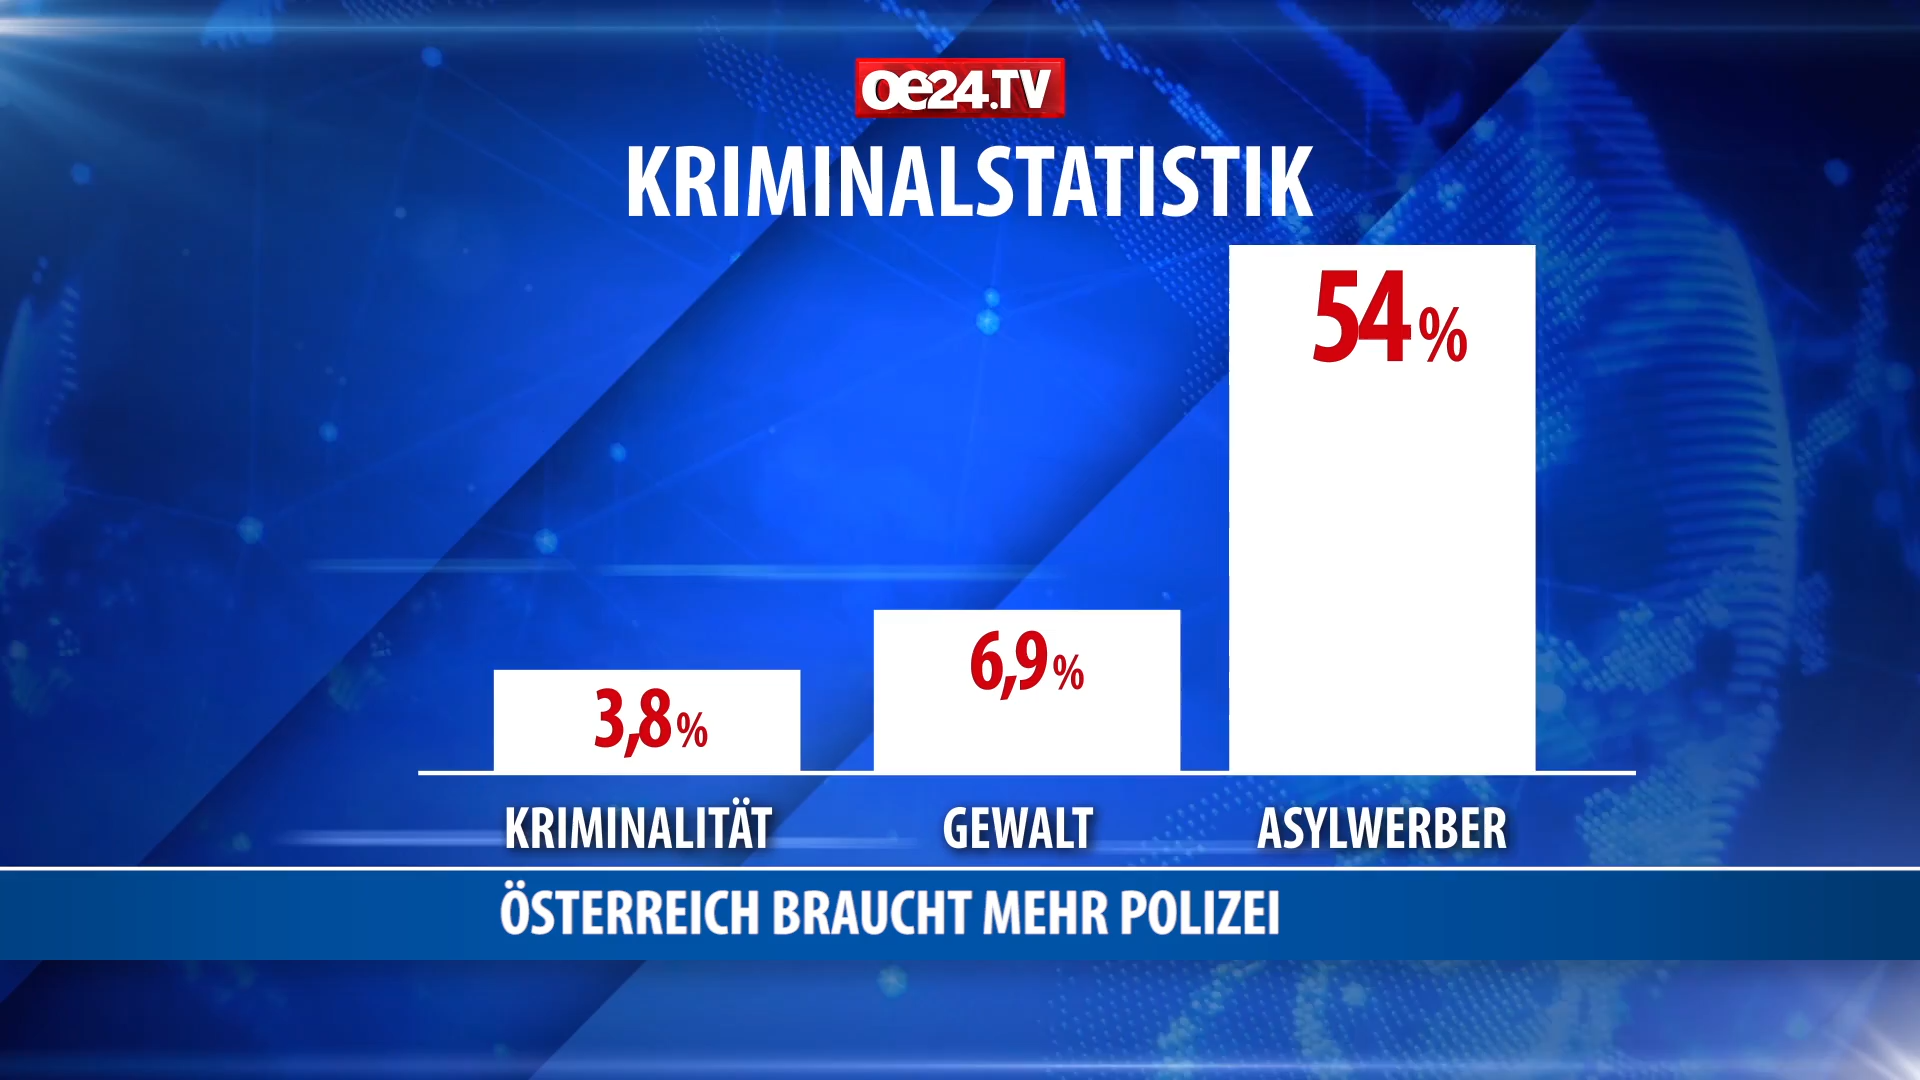 oe24.TV
KRIMINALSTATISTIK
54%
6,9%
3,8%
KRIMINALITÄT GEWALT ASYLWERBER
ÖSTERREICH BRAUCHT MEHR POLIZEI